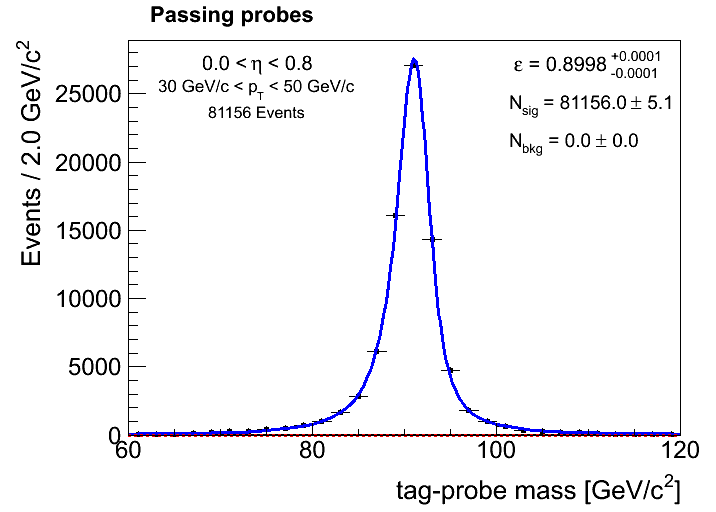 Passing probes
0.0 < η < 0.8
30 GeV/c < p_T < 50 GeV/c
81156 Events
ε = 0.8998 +0.0001 -0.0001
N_sig = 81156.0 ± 5.1
N_bkg = 0.0 ± 0.0
Events / 2.0 GeV/c²
25000
20000
15000
10000
5000
0
60 80 100 120
tag-probe mass [GeV/c²]